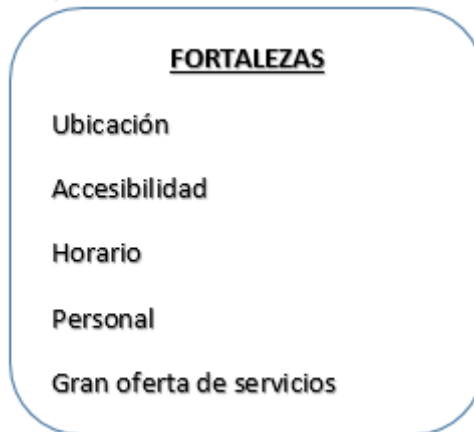 FORTALEZAS
Ubicación
Accesibilidad
Horario
Personal
Gran oferta de servicios